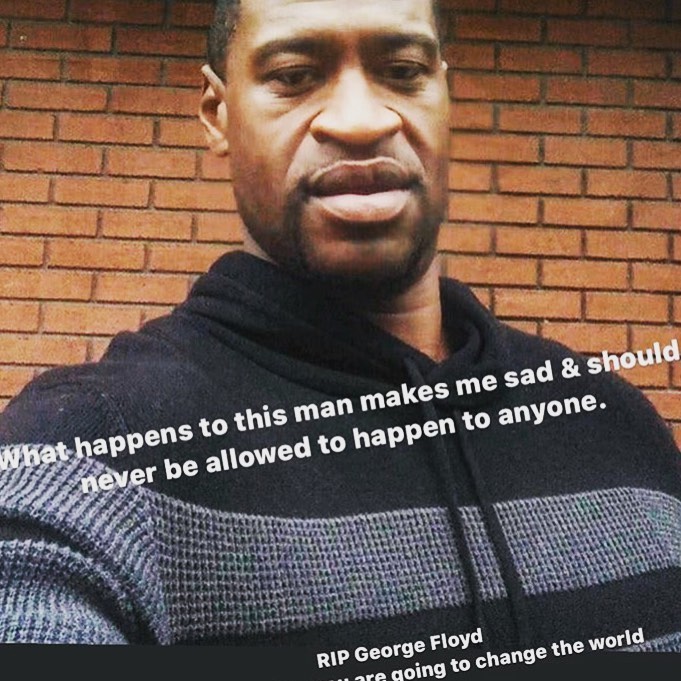 What happens to this man makes me sad & should
never be allowed to happen to anyone.
RIP George Floyd
are going to change the world